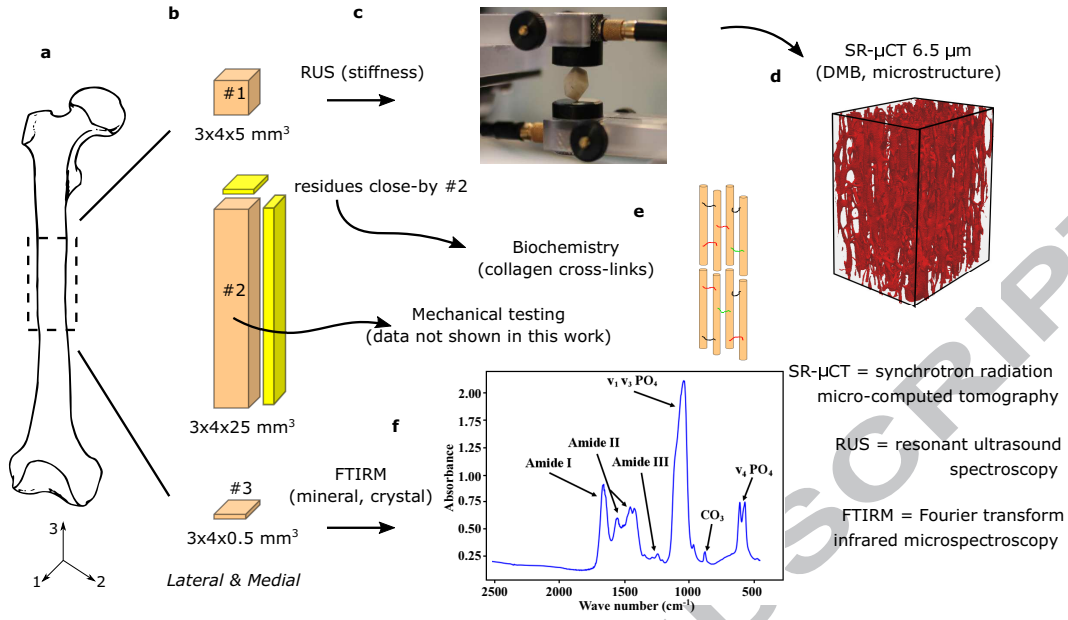 a
b
c
#1
3x4x5 mm³
RUS (stiffness)
SR-μCT 6.5 μm
(DMB, microstructure)
d
residues close-by #2
#2
3x4x25 mm³
Biochemistry
(collagen cross-links)
Mechanical testing
(data not shown in this work)
e
#3
3x4x0.5 mm³
Lateral & Medial
3
1
2
FTIRM
(mineral, crystal)
f
Absorbance
2.00
1.75
1.25
0.75
0.50
0.25
Amide I
Amide II
Amide III
v₁ v₃ PO₄
CO₃
v₄ PO₄
2500
2000
1500
1000
500
Wave number (cm⁻¹)
SR-μCT = synchrotron radiation
micro-computed tomography
RUS = resonant ultrasound
spectroscopy
FTIRM = Fourier transform
infrared microspectroscopy